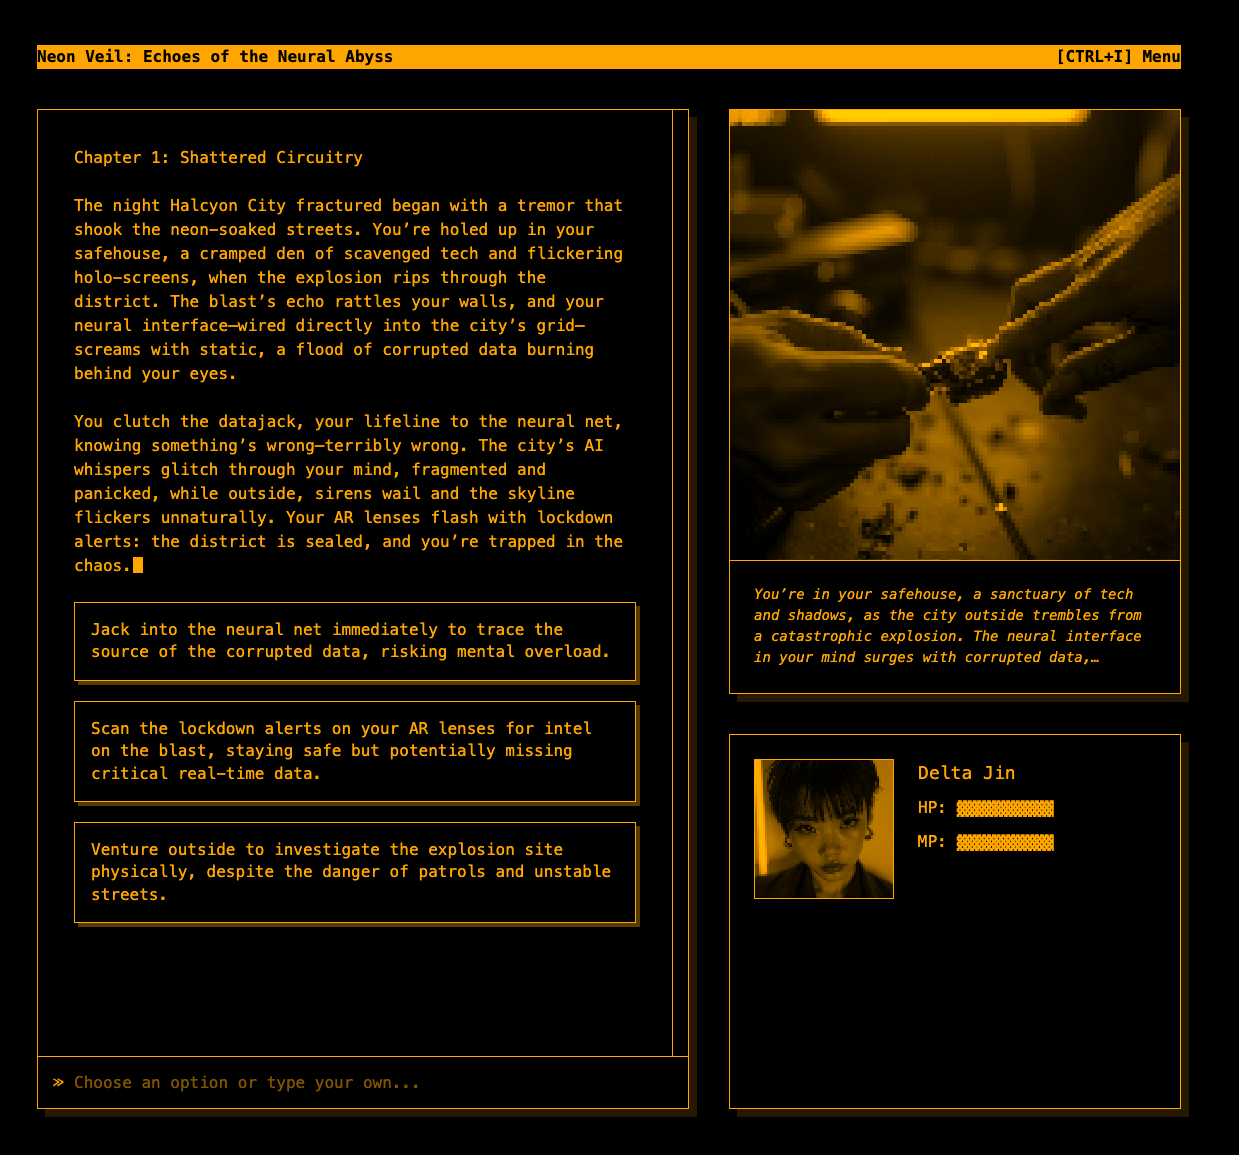 Neon Veil: Echoes of the Neural Abyss
[CTRL+I] Menu
Chapter 1: Shattered Circuitry
The night Halcyon City fractured began with a tremor that
shook the neon-soaked streets. You’re holed up in your
safehouse, a cramped den of scavenged tech and flickering
holo-screens, when the explosion rips through the
district. The blast’s echo rattles your walls, and your
neural interface—wired directly into the city’s grid—
screams with static, a flood of corrupted data burning
behind your eyes.
You clutch the datajack, your lifeline to the neural net,
knowing something’s wrong—terribly wrong. The city’s AI
whispers glitch through your mind, fragmented and
panicked, while outside, sirens wail and the skyline
flickers unnaturally. Your AR lenses flash with lockdown
alerts: the district is sealed, and you’re trapped in the
chaos.
Jack into the neural net immediately to trace the
source of the corrupted data, risking mental overload.
Scan the lockdown alerts on your AR lenses for intel
on the blast, staying safe but potentially missing
critical real-time data.
Venture outside to investigate the explosion site
physically, despite the danger of patrols and unstable
streets.
» Choose an option or type your own...
You’re in your safehouse, a sanctuary of tech
and shadows, as the city outside trembles from
a catastrophic explosion. The neural interface
in your mind surges with corrupted data,…
Delta Jin
HP:
MP: